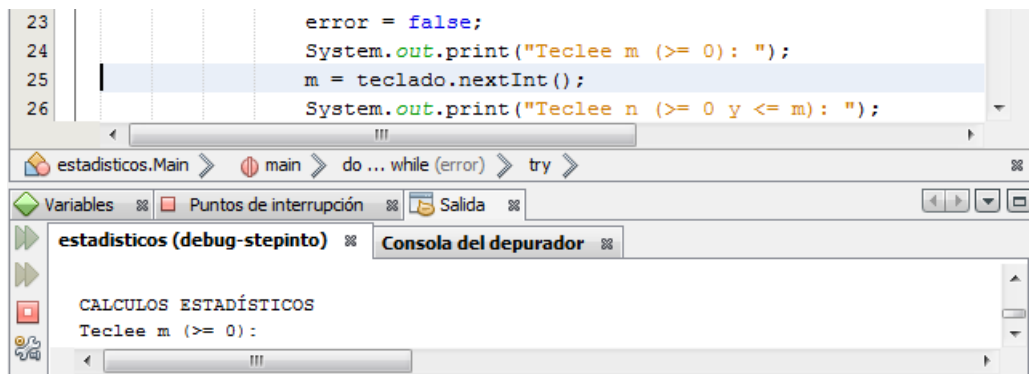 23 error = false;
24 System.out.print("Teclee m (>= 0): ");
25 m = teclado.nextInt();
26 System.out.print("Teclee n (>= 0 y <= m): ");
estadisticos.Main main do ... while (error) try
Variables Puntos de interrupción Salida
estadisticos (debug-stepinto) Consola del depurador
CALCULOS ESTADÍSTICOS
Teclee m (>= 0):